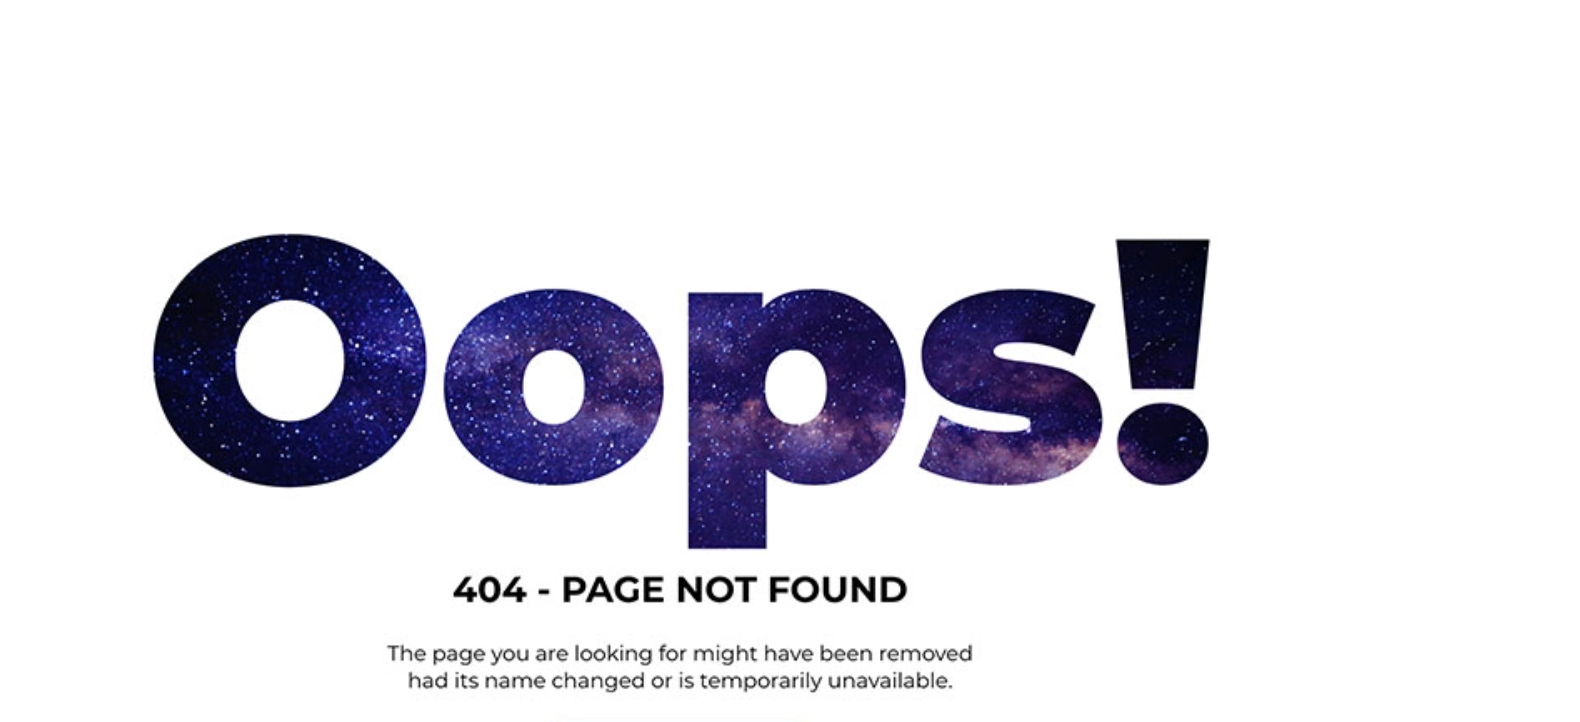 Oops!
404 - PAGE NOT FOUND
The page you are looking for might have been removed
had its name changed or is temporarily unavailable.